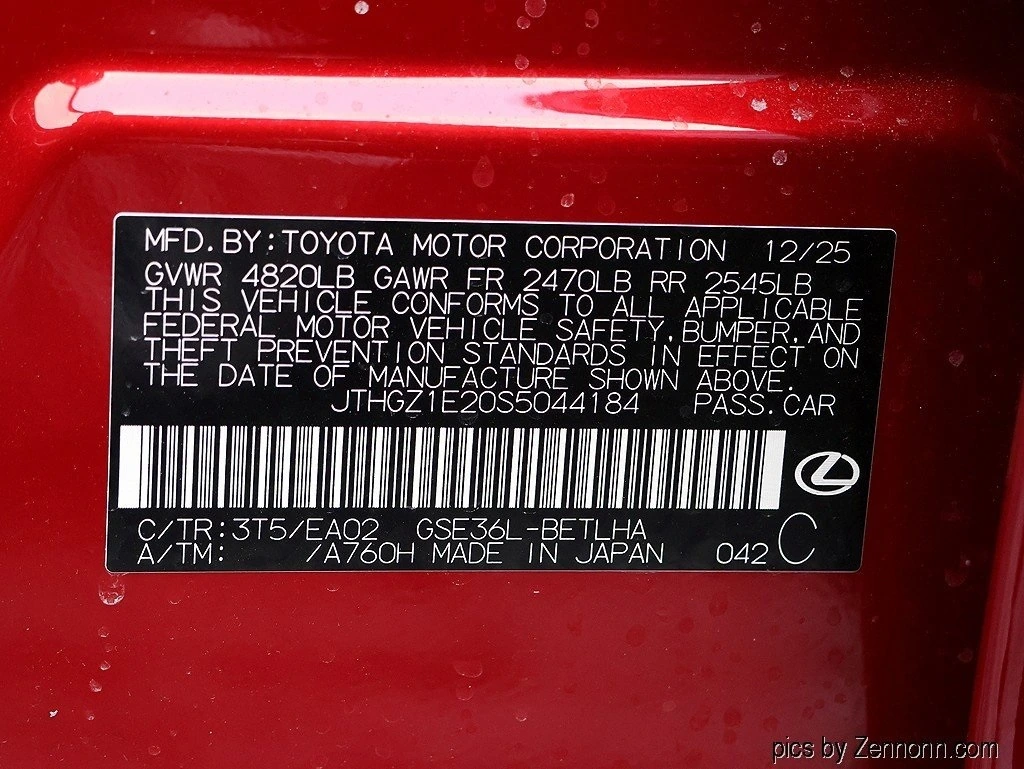 MFD.BY:TOYOTA MOTOR CORPORATION 12/25
GVWR 4820LB GAWR FR 2470LB RR 2545LB
THIS VEHICLE CONFORMS TO ALL APPLICABLE
FEDERAL MOTOR VEHICLE SAFETY,BUMPER,AND
THEFT PREVENTION STANDARDS IN EFFECT ON
THE DATE OF MANUFACTURE SHOWN ABOVE.
JTHGZ1E20S5044184 PASS.CAR
C/TR:3T5/EA02 GSE36L-BETLHA
A/TM: /A760H MADE IN JAPAN 042 C
pics by Zennonn.com